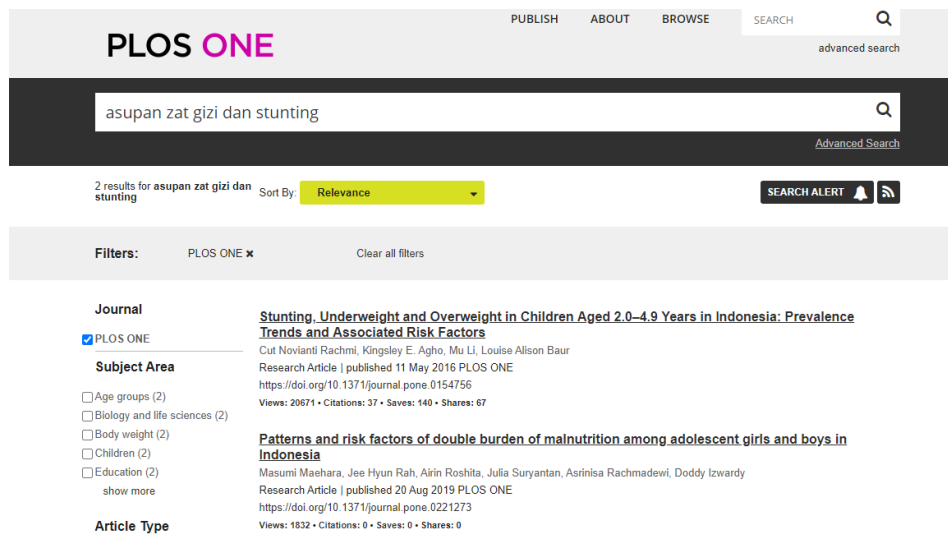 PUBLISH ABOUT BROWSE SEARCH
PLOS ONE
advanced search
asupan zat gizi dan stunting
Advanced Search
2 results for asupan zat gizi dan
stunting
Sort By: Relevance
SEARCH ALERT
Filters: PLOS ONE × Clear all filters
Journal
PLOS ONE
Subject Area
Age groups (2)
Biology and life sciences (2)
Body weight (2)
Children (2)
Education (2)
show more
Article Type
Stunting, Underweight and Overweight in Children Aged 2.0–4.9 Years in Indonesia: Prevalence
Trends and Associated Risk Factors
Cut Novianti Rachmi, Kingsley E. Agho, Mu Li, Louise Alison Baur
Research Article | published 11 May 2016 PLOS ONE
https://doi.org/10.1371/journal.pone.0154756
Views: 20671 • Citations: 37 • Saves: 140 • Shares: 67
Patterns and risk factors of double burden of malnutrition among adolescent girls and boys in
Indonesia
Masumi Maehara, Jee Hyun Rah, Airin Roshita, Julia Suryantan, Asrinisa Rachmadewi, Doddy Izwardy
Research Article | published 20 Aug 2019 PLOS ONE
https://doi.org/10.1371/journal.pone.0221273
Views: 1832 • Citations: 0 • Saves: 0 • Shares: 0